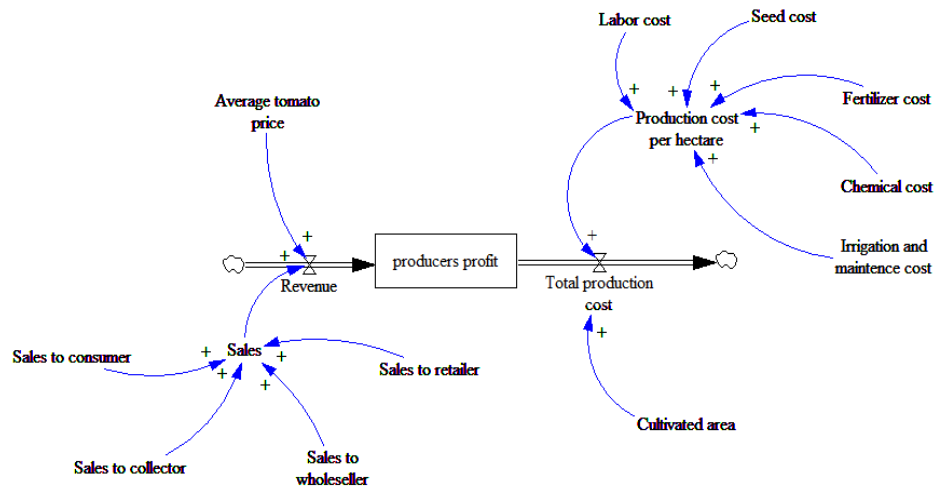 Labor cost
Seed cost
Average tomato
price
Fertilizer cost
+
+
+
Production cost
per hectare
+
+
Chemical cost
+
+
+
producers profit
Irrigation and
maintence cost
Revenue
Total production
cost
+
Sales to consumer
+
Sales
+
Sales to retailer
+
+
Cultivated area
Sales to collector
Sales to
wholeseller